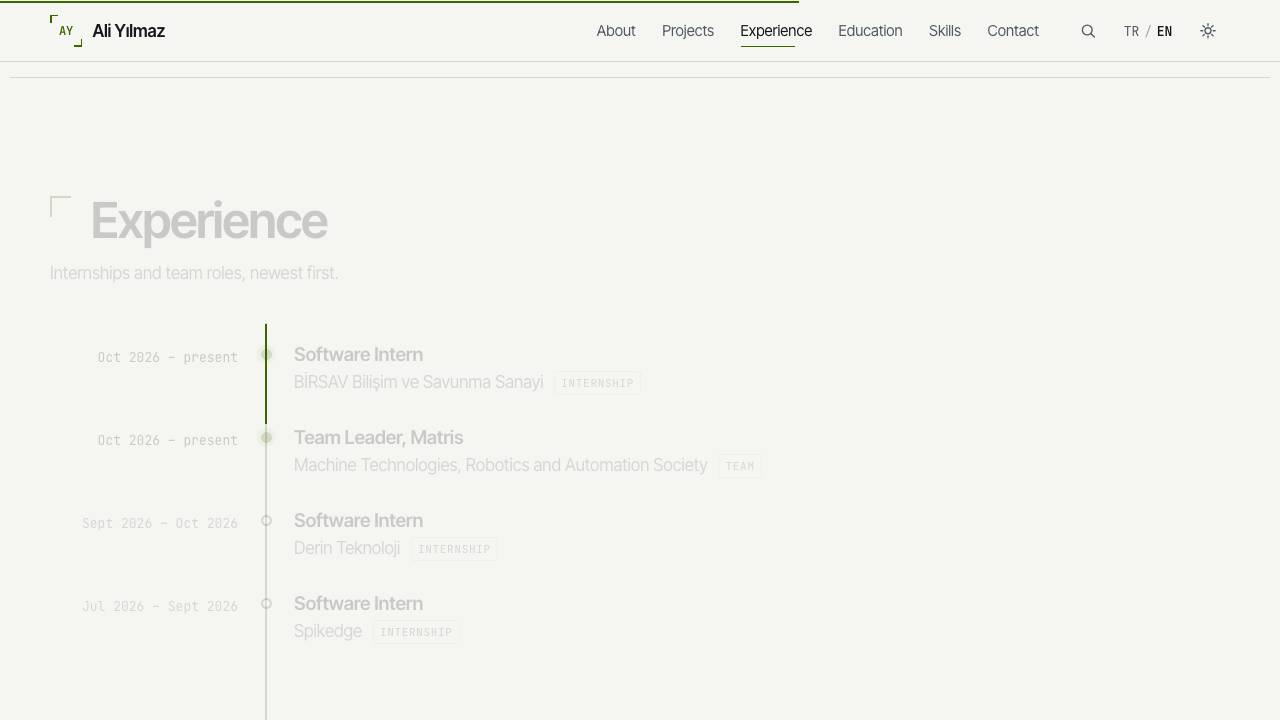 AY Ali Yılmaz About Projects Experience Education Skills Contact TR / EN
Experience
Internships and team roles, newest first.
Oct 2026 – present Software Intern
BİRSAV Bilişim ve Savunma Sanayi INTERNSHIP
Oct 2026 – present Team Leader, Matris
Machine Technologies, Robotics and Automation Society TEAM
Sept 2026 – Oct 2026 Software Intern
Derin Teknoloji INTERNSHIP
Jul 2026 – Sept 2026 Software Intern
Spikedge INTERNSHIP